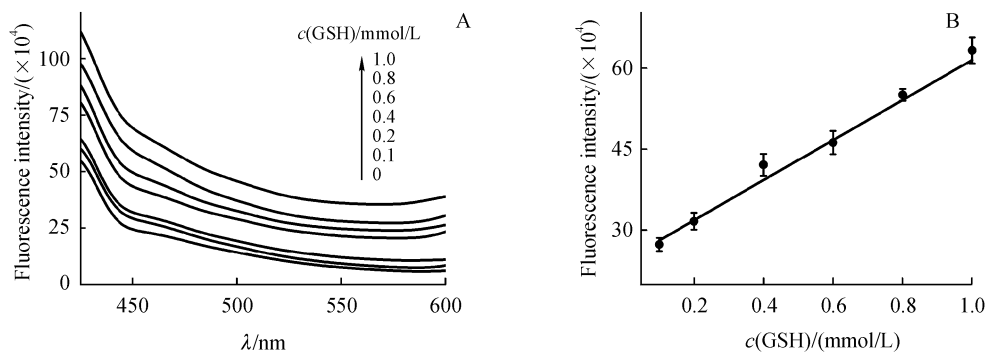 A
c(GSH)/mmol/L
1.0
0.8
0.6
0.4
0.2
0.1
0
Fluorescence intensity/(×10⁴)
100
75
50
25
0
450 500 550 600
λ/nm
B
Fluorescence intensity/(×10⁴)
60
45
30
0.2 0.4 0.6 0.8 1.0
c(GSH)/(mmol/L)